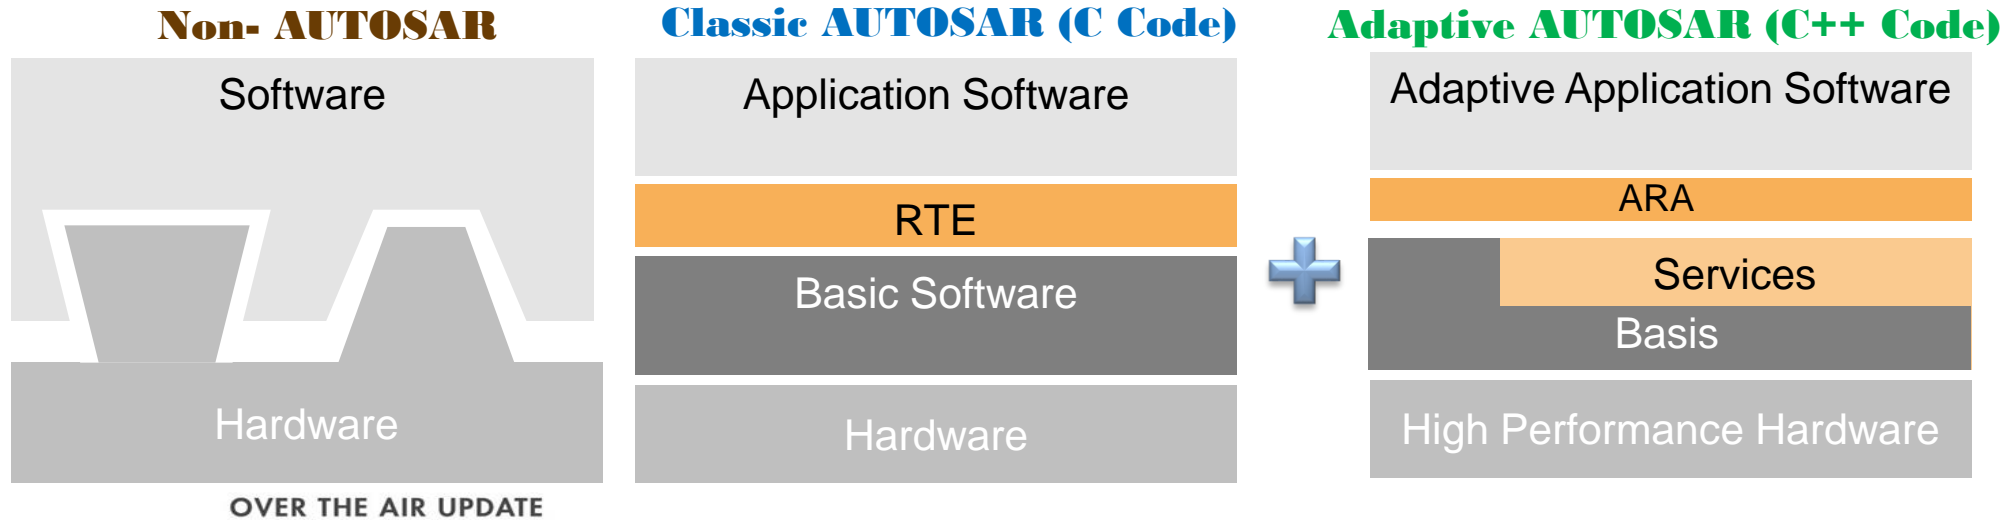 Non- AUTOSAR
Software
Hardware
OVER THE AIR UPDATE
Classic AUTOSAR (C Code)
Application Software
RTE
Basic Software
Hardware
Adaptive AUTOSAR (C++ Code)
Adaptive Application Software
ARA
Services
Basis
High Performance Hardware